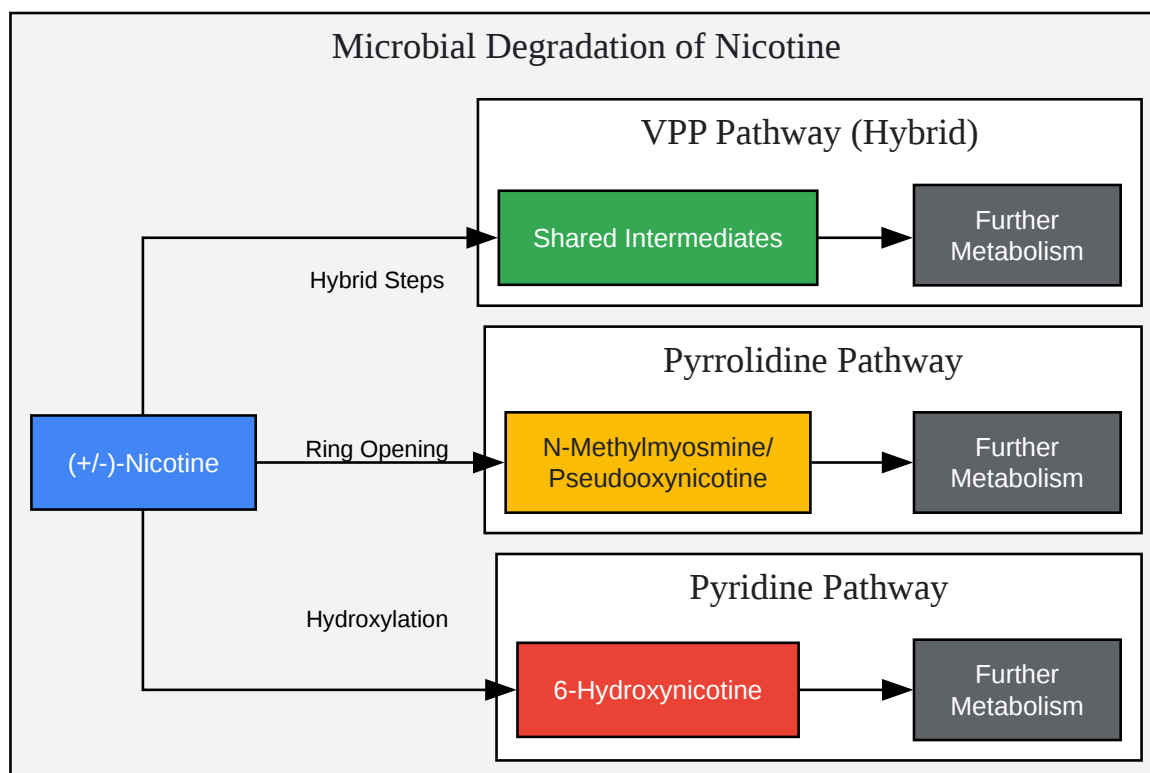 Microbial Degradation of Nicotine
VPP Pathway (Hybrid)
Shared Intermediates
Further
Metabolism
Hybrid Steps
Pyrrolidine Pathway
(+/-)-Nicotine
Ring Opening
N-Methylmyosmine/
Pseudooxynicotine
Further
Metabolism
Pyridine Pathway
Hydroxylation
6-Hydroxynicotine
Further
Metabolism